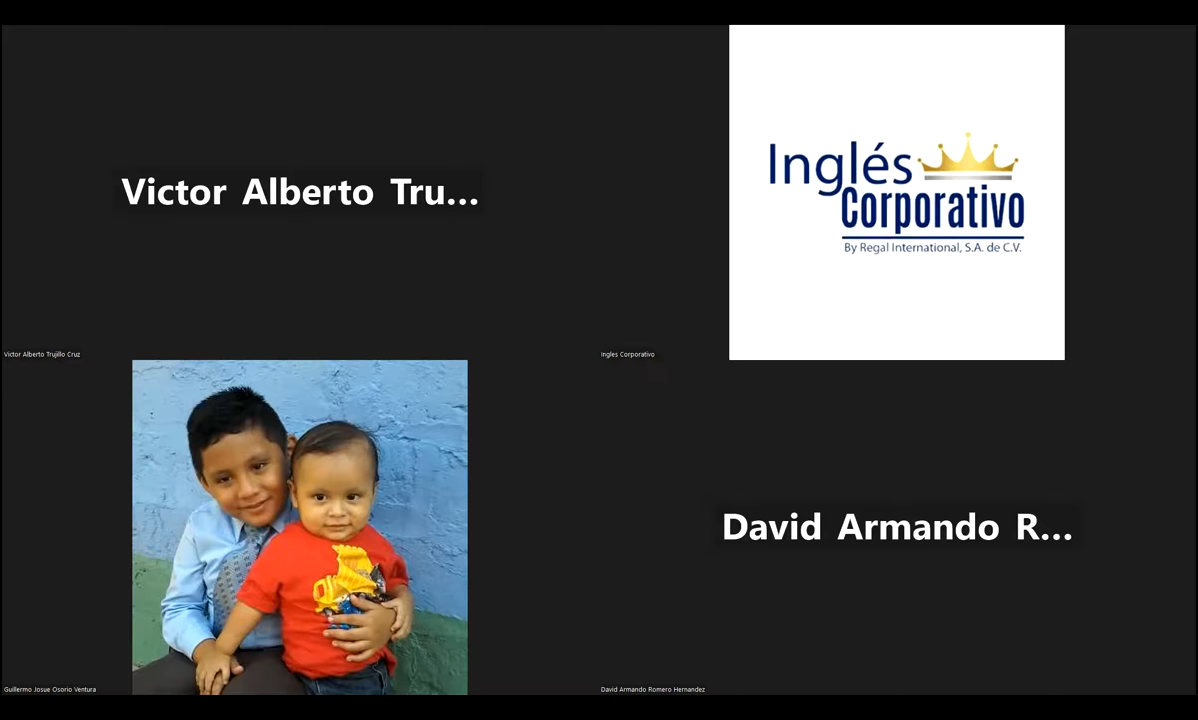 Victor Alberto Tru...
Inglés
Corporativo
By Regal International, S.A. de C.V.
Victor Alberto Trujillo Cruz
Ingles Corporativo
David Armando R...
Guillermo Josue Osorio Ventura
David Armando Romero Hernandez